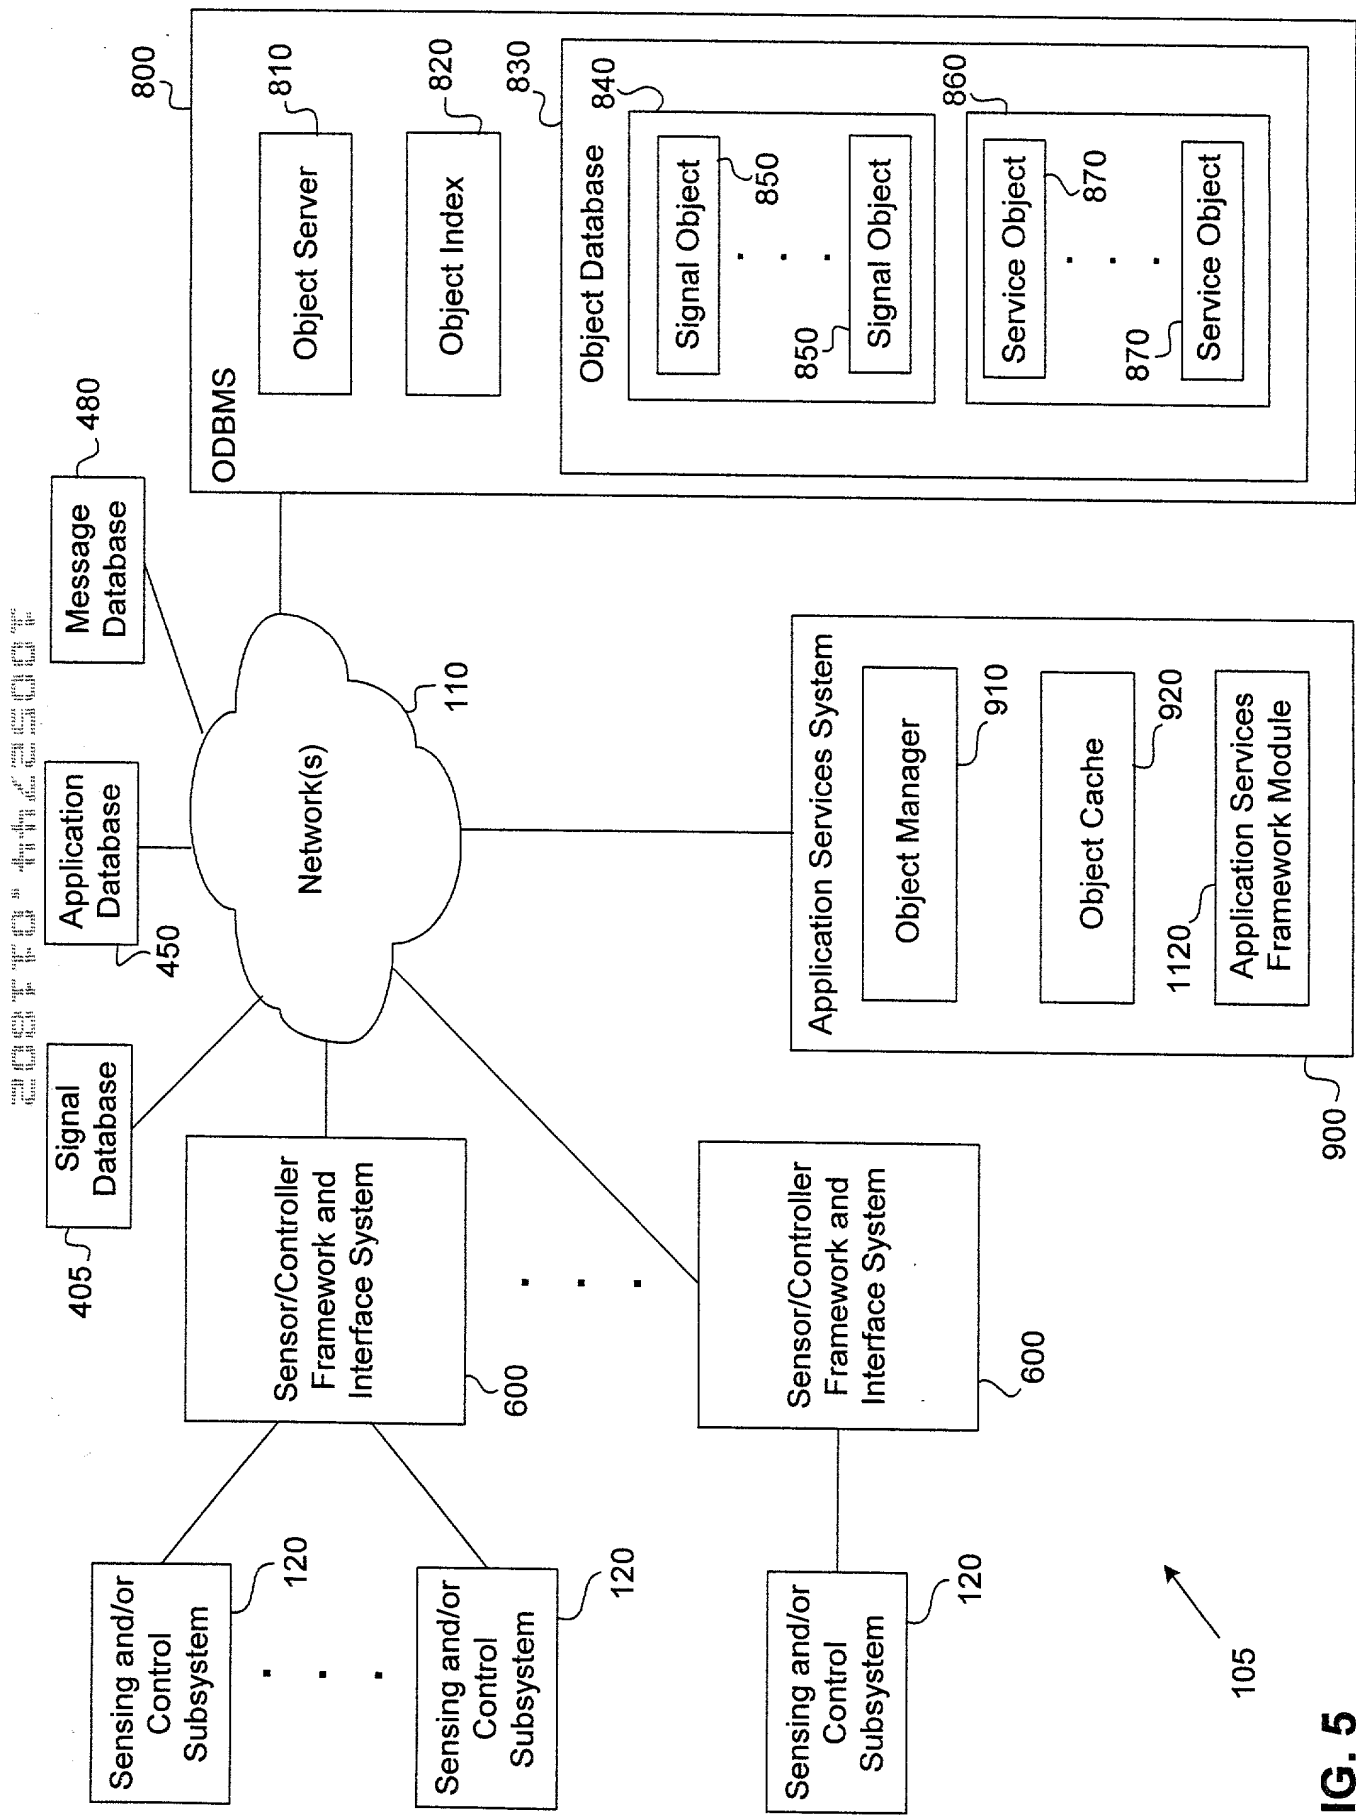 Signal
Database
405
Application
Database
450
Message
Database
480
Sensing and/or
Control
Subsystem
120
Sensing and/or
Control
Subsystem
120
Sensing and/or
Control
Subsystem
120
Sensor/Controller
Framework and
Interface System
600
Sensor/Controller
Framework and
Interface System
600
Network(s)
110
Application Services System
900
Object Manager
910
Object Cache
920
Application Services
Framework Module
1120
ODBMS
800
Object Server
810
Object Index
820
Object Database
830
840
Signal Object
850
Signal Object
850
860
Service Object
870
Service Object
870
105
IG. 5